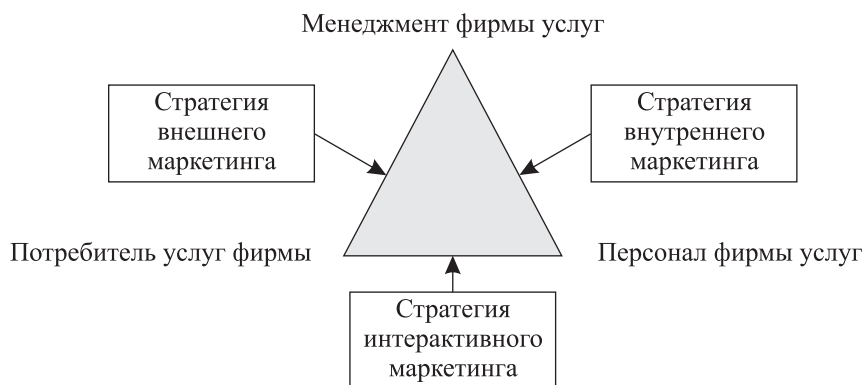 Менеджмент фирмы услуг
Стратегия
внешнего
маркетинга
Стратегия
внутреннего
маркетинга
Потребитель услуг фирмы
Персонал фирмы услуг
Стратегия
интерактивного
маркетинга